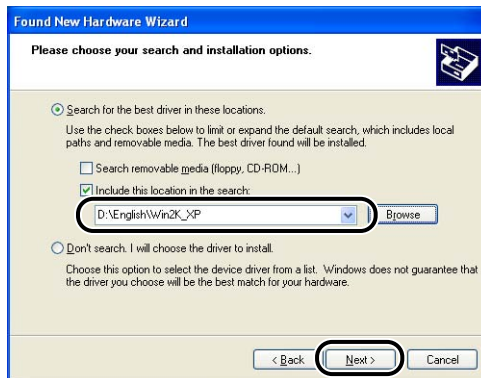 Found New Hardware Wizard
Please choose your search and installation options.
Search for the best driver in these locations.
Use the check boxes below to limit or expand the default search, which includes local
paths and removable media. The best driver found will be installed.
Search removable media (floppy, CD-ROM...)
Include this location in the search:
D:\English\Win2K_XP
Browse
Don't search. I will choose the driver to install.
Choose this option to select the device driver from a list. Windows does not guarantee that
the driver you choose will be the best match for your hardware.
< Back
Next >
Cancel